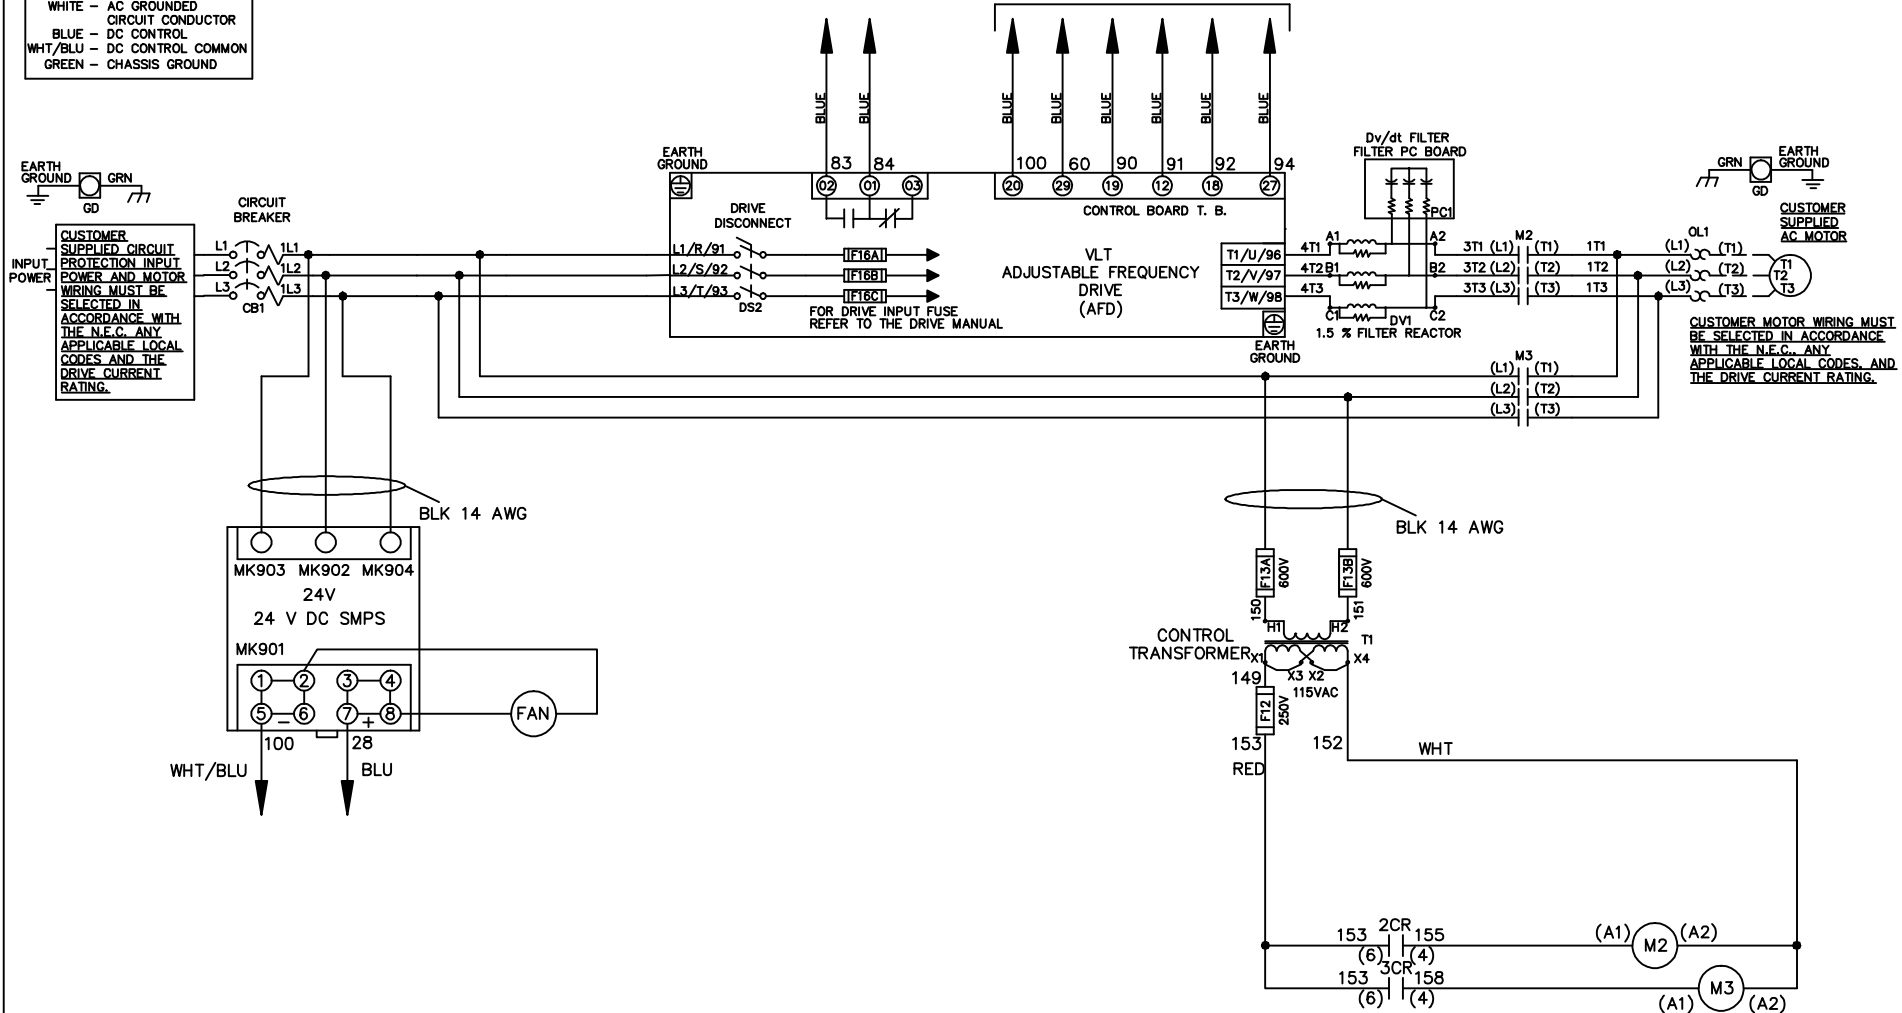 WHITE – AC GROUNDED
CIRCUIT CONDUCTOR
BLUE – DC CONTROL
WHT/BLU – DC CONTROL COMMON
GREEN – CHASSIS GROUND
BLUE
BLUE
BLUE
BLUE
BLUE
BLUE
BLUE
BLUE
EARTH
GROUND
GRN
GD
CIRCUIT
BREAKER
INPUT
POWER
CUSTOMER
SUPPLIED CIRCUIT
PROTECTION INPUT
POWER AND MOTOR
WIRING MUST BE
SELECTED IN
ACCORDANCE WITH
THE N.E.C. ANY
APPLICABLE LOCAL
CODES AND THE
DRIVE CURRENT
RATING.
L1 1L1
L2 1L2
L3 1L3
CB1
EARTH
GROUND
83 84
02 01 03
100 60 90 91 92 94
20 29 19 12 18 27
CONTROL BOARD T. B.
DRIVE
DISCONNECT
L1/R/91
L2/S/92
L3/T/93
DS2
F16A
F16B
F16C
FOR DRIVE INPUT FUSE
REFER TO THE DRIVE MANUAL
VLT
ADJUSTABLE FREQUENCY
DRIVE
(AFD)
T1/U/96
T2/V/97
T3/W/98
EARTH
GROUND
Dv/dt FILTER
FILTER PC BOARD
PC1
4T1 A1 A2
4T2 B1 B2
4T3 C1 C2
DV1
1.5 % FILTER REACTOR
M2
3T1 (L1) (T1) 1T1
3T2 (L2) (T2) 1T2
3T3 (L3) (T3) 1T3
M3
(L1) (T1)
(L2) (T2)
(L3) (T3)
OL1
(L1) (T1)
(L2) (T2)
(L3) (T3)
T1
T2
T3
GRN
EARTH
GROUND
GD
CUSTOMER
SUPPLIED
AC MOTOR
CUSTOMER MOTOR WIRING MUST
BE SELECTED IN ACCORDANCE
WITH THE N.E.C., ANY
APPLICABLE LOCAL CODES, AND
THE DRIVE CURRENT RATING.
BLK 14 AWG
MK903 MK902 MK904
24V
24 V DC SMPS
MK901
1 2 3 4
5 – 6 7 + 8
FAN
100 28
WHT/BLU BLU
BLK 14 AWG
F13A
600V
F13B
600V
150
151
H1 H2
T1
CONTROL
TRANSFORMER
X1 X4
X3 X2
115VAC
149
F12
250V
153
RED
152
WHT
2CR
153 155
(6) (4)
(A1) M2 (A2)
3CR
153 158
(6) (4)
(A1) M3 (A2)